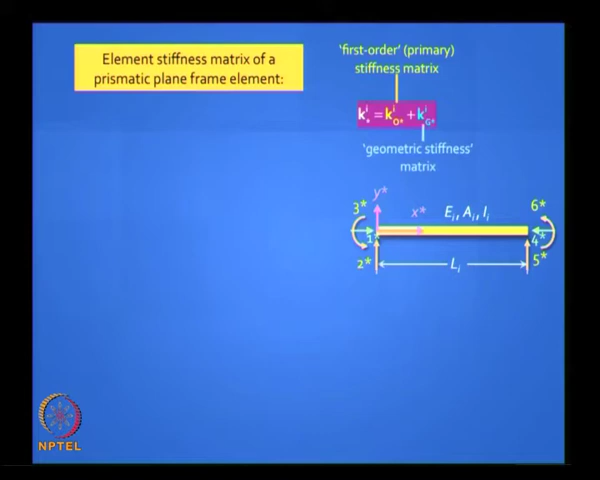 Element stiffness matrix of a
prismatic plane frame element:
'first-order' (primary)
stiffness matrix
k*ⁱ = k₀*ⁱ + k_G*ⁱ
'geometric stiffness'
matrix
y*
3*
x*
Eᵢ, Aᵢ, Iᵢ
6*
1*
4*
2*
Lᵢ
5*
NPTEL